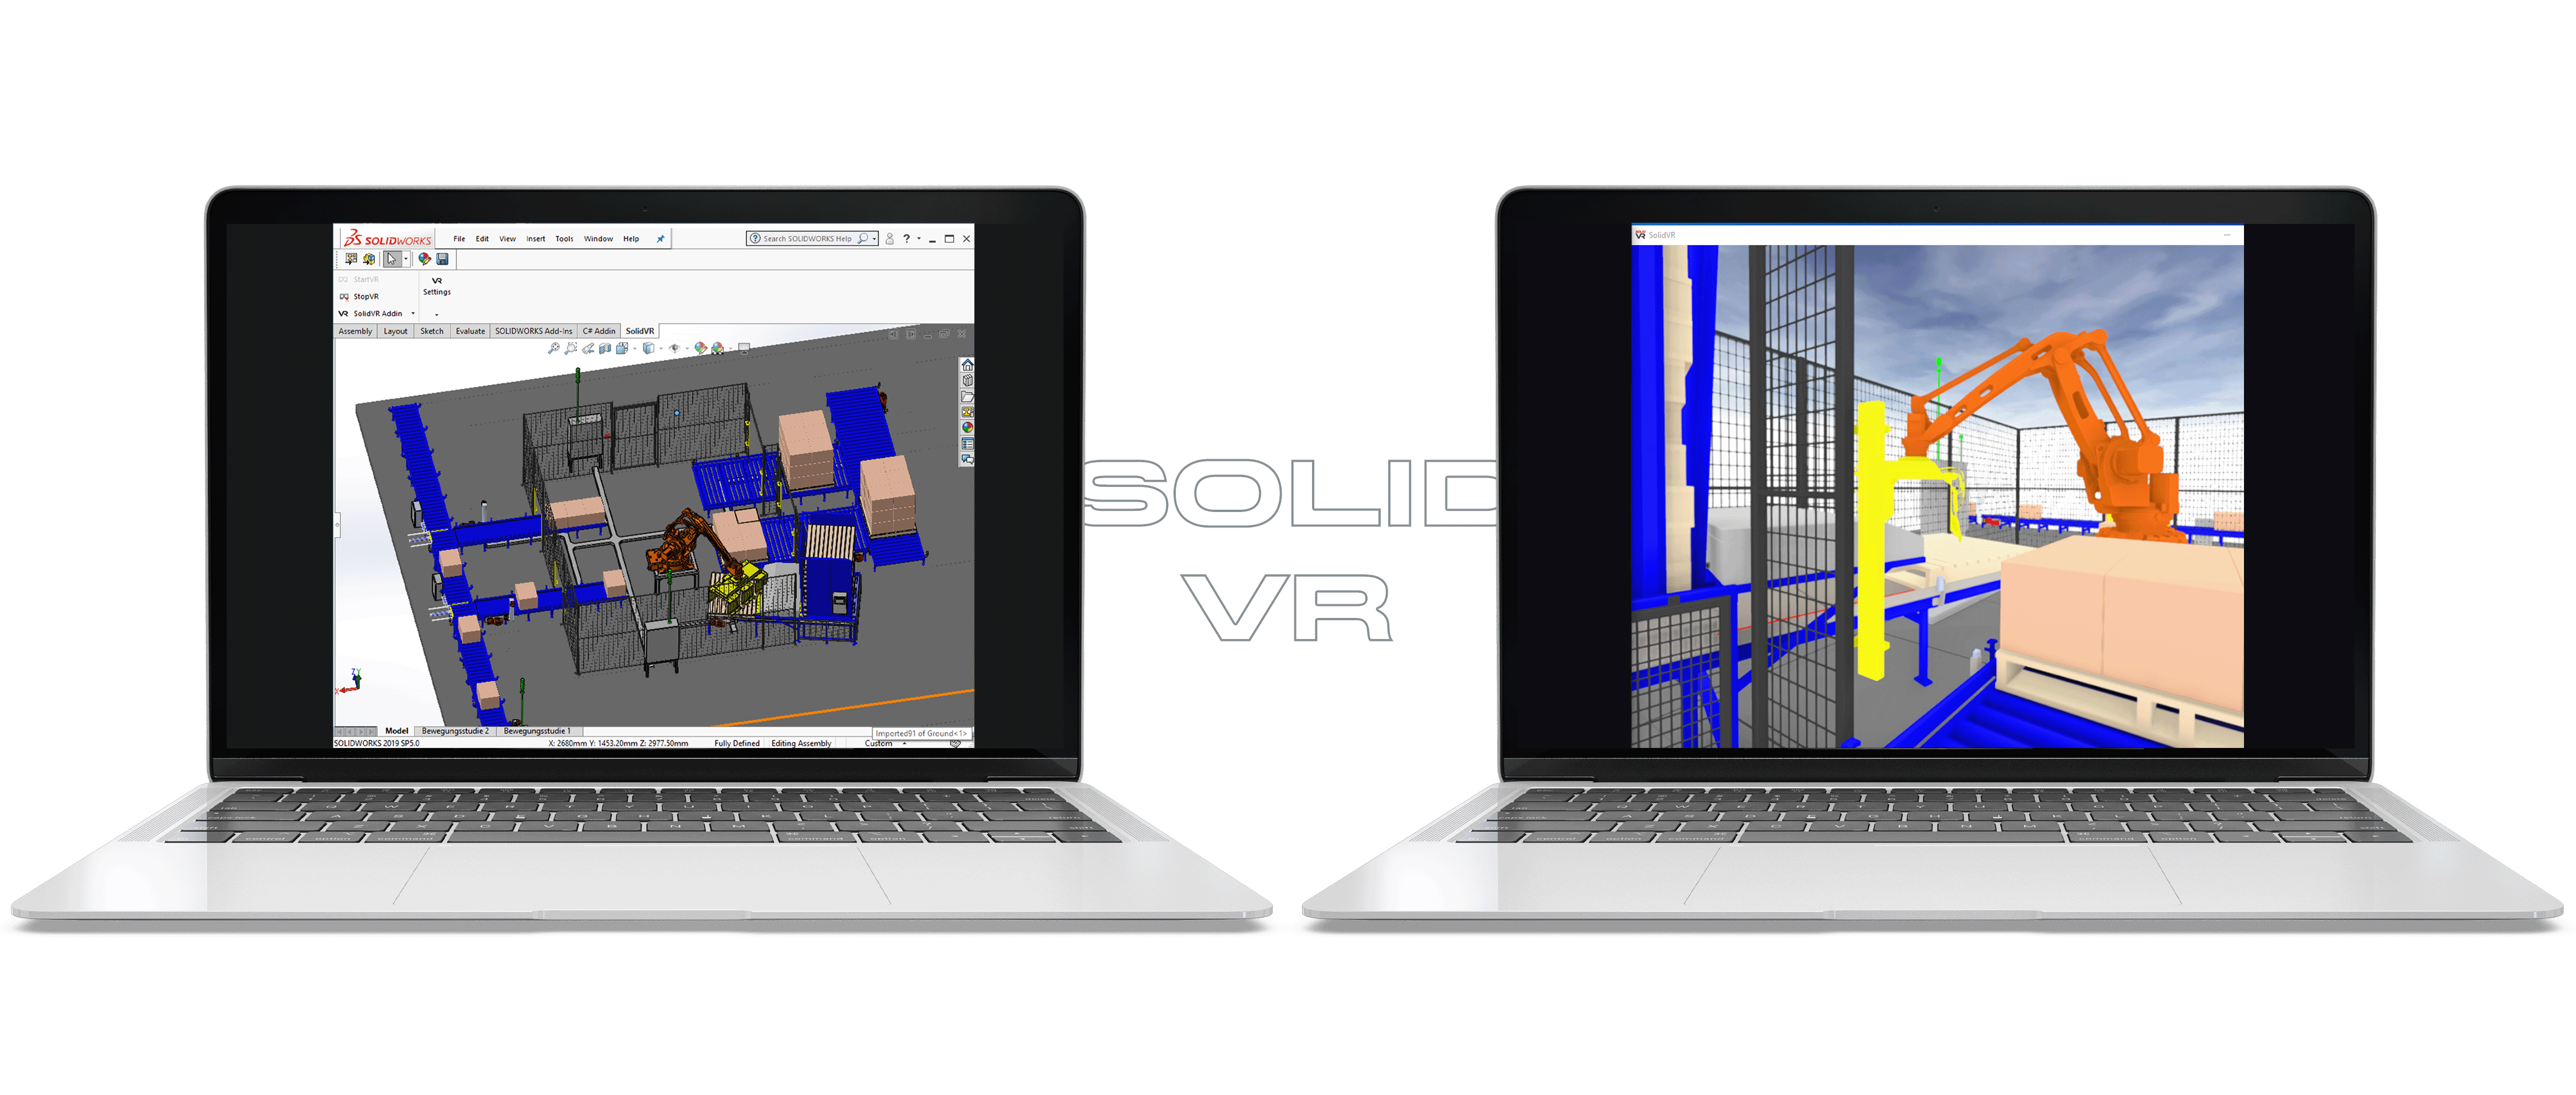 SOLIDWORKS File Edit View Insert Tools Window Help Search SOLIDWORKS Help
StartVR
StopVR
SolidVR Addin
VR
Settings
Assembly Layout Sketch Evaluate SOLIDWORKS Add-Ins C# Addin SolidVR
Model Bewegungsstudie 2 Bewegungsstudie 1
Imported91 of Ground<1>
SOLIDWORKS 2019 SP5.0 X: 2680mm Y: 1453.20mm Z: 2977.50mm Fully Defined Editing Assembly Custom
SOLID
VR
SolidVR